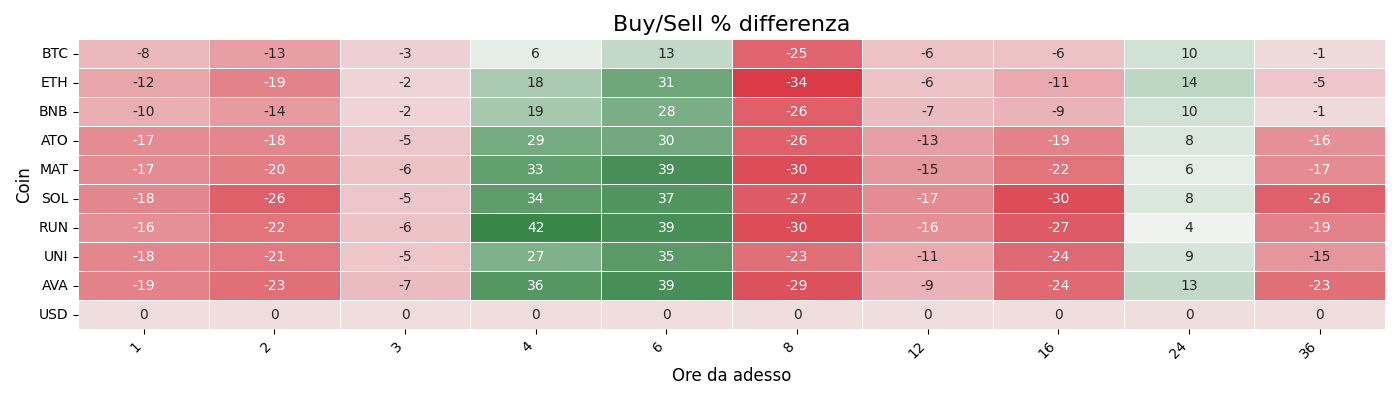 Buy/Sell % differenza
Coin
BTC -8 -13 -3 6 13 -25 -6 -6 10 -1
ETH -12 -19 -2 18 31 -34 -6 -11 14 -5
BNB -10 -14 -2 19 28 -26 -7 -9 10 -1
ATO -17 -18 -5 29 30 -26 -13 -19 8 -16
MAT -17 -20 -6 33 39 -30 -15 -22 6 -17
SOL -18 -26 -5 34 37 -27 -17 -30 8 -26
RUN -16 -22 -6 42 39 -30 -16 -27 4 -19
UNI -18 -21 -5 27 35 -23 -11 -24 9 -15
AVA -19 -23 -7 36 39 -29 -9 -24 13 -23
USD 0 0 0 0 0 0 0 0 0 0
1 2 3 4 6 8 12 16 24 36
Ore da adesso